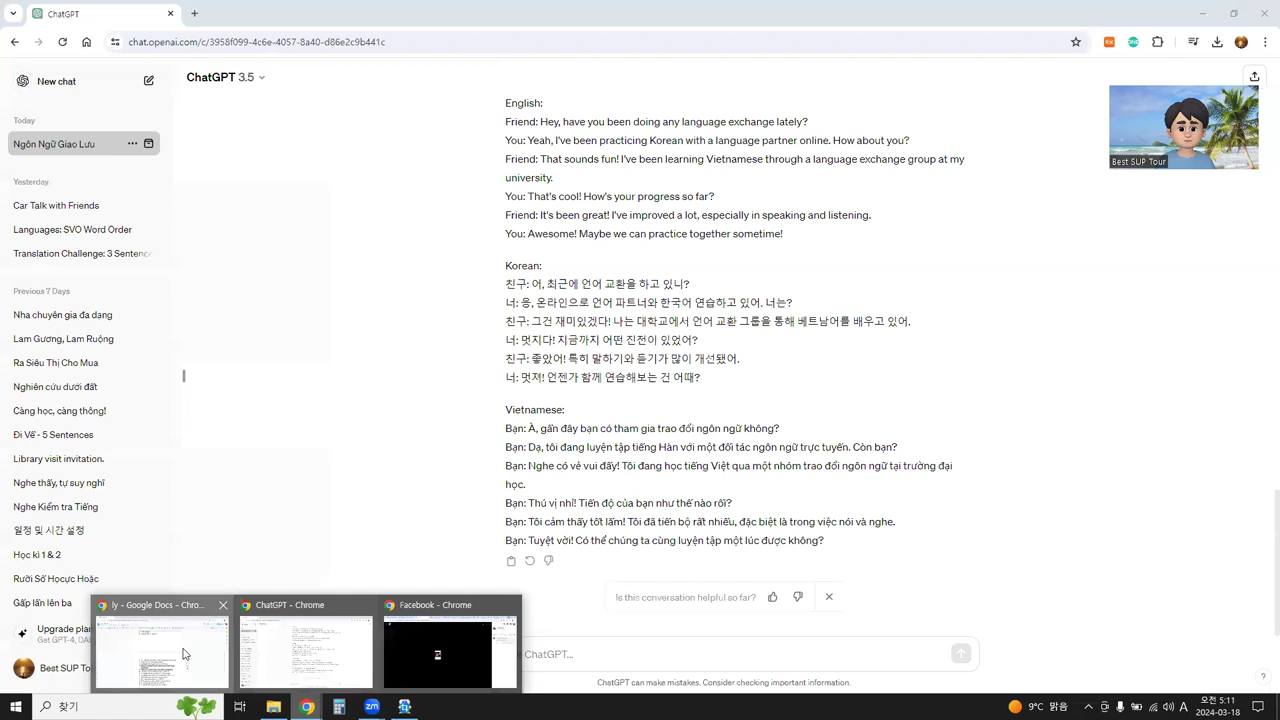 ChatGPT
chat.openai.com/c/3958f099-4c6e-4057-8a40-d86e2c9b441c
New chat
ChatGPT 3.5
Today
Ngôn Ngữ Giao Lưu
Yesterday
Car Talk with Friends
Languages: SVO Word Order
Translation Challenge: 3 Sentenc
Previous 7 Days
Nha chuyên gia đa dạng
Lam Gương, Lam Ruộng
Ra Siêu Thị Cho Mua
Nghiên cứu dưới đất
Càng học, càng thông!
Đi Về - 5 Sentences
Library visit invitation.
Nghe thấy, tự suy nghĩ
Nghe Kiểm tra Tiếng
일정 및 시간 설정
Học kì 1 & 2
Rưỡi Số Họcực Hoặc
Gấp lần lên ba
Upgrade plan
Best SUP To
English:
Friend: Hey, have you been doing any language exchange lately?
You: Yeah, I've been practicing Korean with a language partner online. How about you?
Friend: That sounds fun! I've been learning Vietnamese through a language exchange group at my
university.
You: That's cool! How's your progress so far?
Friend: It's been great! I've improved a lot, especially in speaking and listening.
You: Awesome! Maybe we can practice together sometime!
Korean:
친구: 어, 최근에 언어 교환을 하고 있니?
너: 응, 온라인으로 언어 파트너와 한국어 연습하고 있어. 너는?
친구: 그건 재미있겠다! 나는 대학교에서 언어 교환 그룹을 통해 베트남어를 배우고 있어.
너: 멋지다! 지금까지 어떤 진전이 있었어?
친구: 좋았어! 특히 말하기와 듣기가 많이 개선됐어.
너: 멋져! 언젠가 함께 연습해보는 건 어때?
Vietnamese:
Bạn: À, gần đây bạn có tham gia trao đổi ngôn ngữ không?
Bạn: Dạ, tôi đang luyện tập tiếng Hàn với một đối tác ngôn ngữ trực tuyến. Còn bạn?
Bạn: Nghe có vẻ vui đấy! Tôi đang học tiếng Việt qua một nhóm trao đổi ngôn ngữ tại trường đại
học.
Bạn: Thú vị nhỉ! Tiến độ của bạn như thế nào rồi?
Bạn: Tôi cảm thấy tốt lắm! Tôi đã tiến bộ rất nhiều, đặc biệt là trong việc nói và nghe.
Bạn: Tuyệt vời! Có thể chúng ta cùng luyện tập một lúc được không?
Is this conversation helpful so far?
ChatGPT...
ChatGPT can make mistakes. Consider checking important information.
Best SUP Tour
ly - Google Docs - Chro...
ChatGPT - Chrome
Facebook - Chrome
찾기
zm
9°C 맑음
A
오전 5:11
2024-03-18